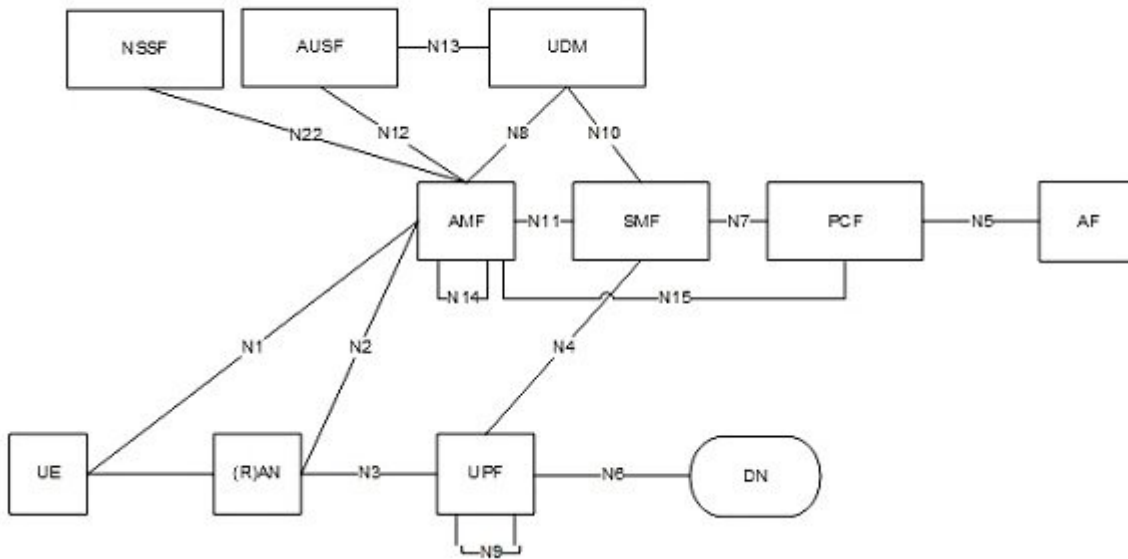 NSSF
AUSF
N13
UDM
N22
N12
N8
N10
AMF
N11
SMF
N7
PCF
N5
AF
N14
N15
N1
N2
N4
UE
(R)AN
N3
UPF
N6
DN
N9